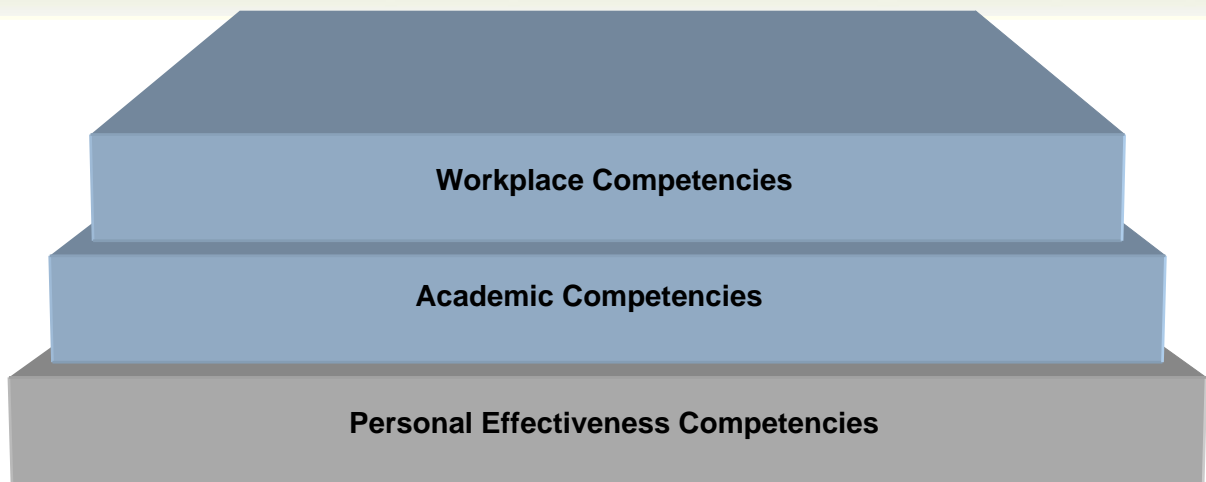 Workplace Competencies
Academic Competencies
Personal Effectiveness Competencies